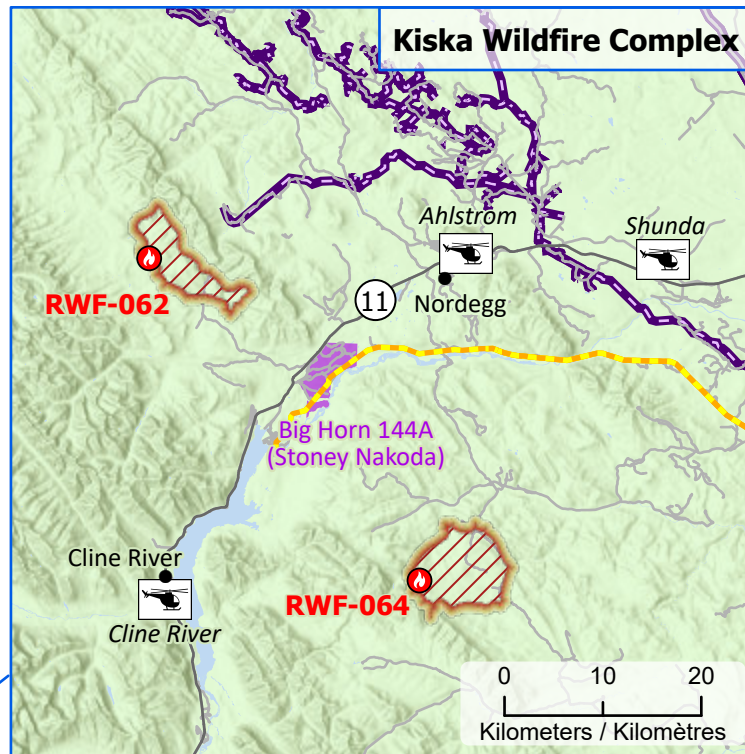 Kiska Wildfire Complex
Ahlstrom
Shunda
RWF-062
11
Nordegg
Big Horn 144A
(Stoney Nakoda)
Cline River
Cline River
RWF-064
0 10 20
Kilometers / Kilomètres